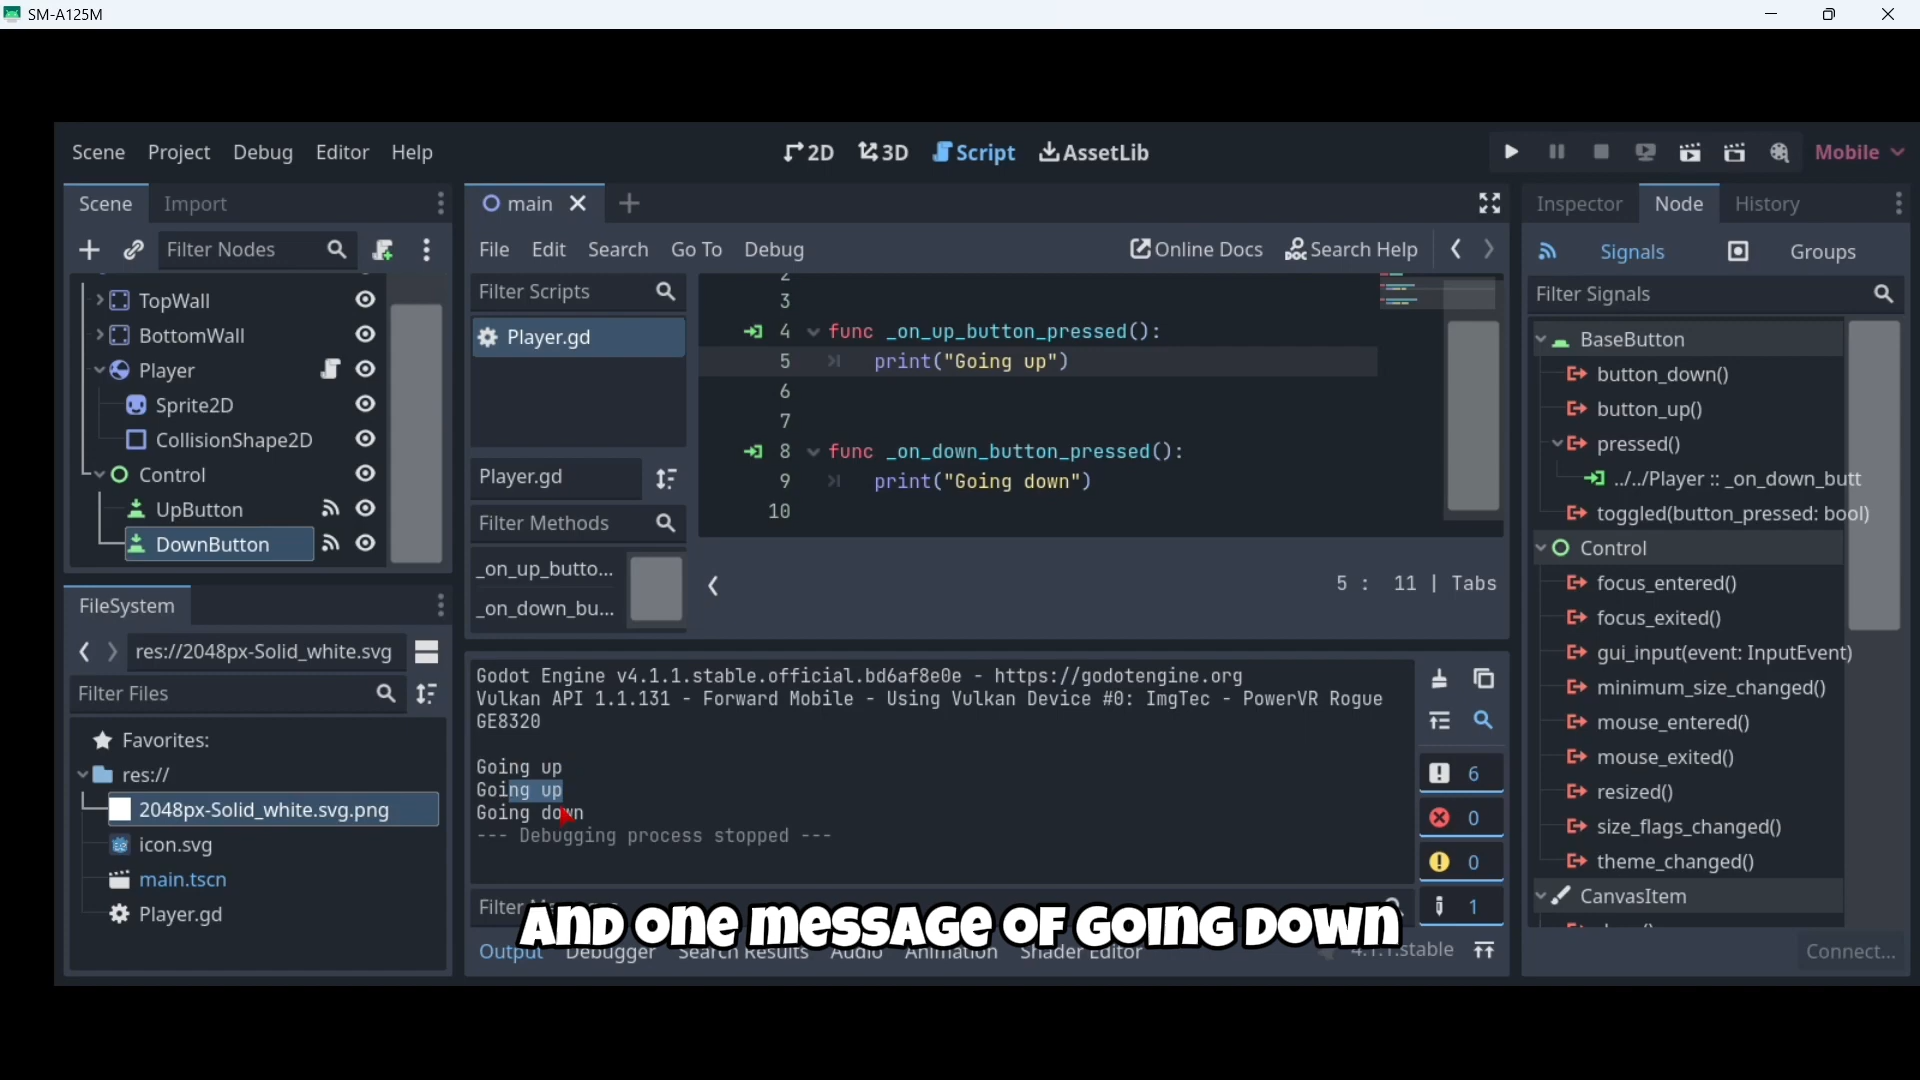 SM-A125M
Scene Project Debug Editor Help
2D 3D Script AssetLib
Mobile
Scene Import
Filter Nodes
TopWall
BottomWall
Player
Sprite2D
CollisionShape2D
Control
UpButton
DownButton
FileSystem
res://2048px-Solid_white.svg
Filter Files
Favorites:
res://
2048px-Solid_white.svg.png
icon.svg
main.tscn
Player.gd
main
File Edit Search Go To Debug
Online Docs Search Help
Filter Scripts
Player.gd
Player.gd
Filter Methods
_on_up_butto...
_on_down_bu...
2
3
4 func _on_up_button_pressed():
5 print("Going up")
6
7
8 func _on_down_button_pressed():
9 print("Going down")
10
5 : 11 | Tabs
Godot Engine v4.1.1.stable.official.bd6af8e0e - https://godotengine.org
Vulkan API 1.1.131 - Forward Mobile - Using Vulkan Device #0: ImgTec - PowerVR Rogue
GE8320
Going up
Going up
Going down
--- Debugging process stopped ---
6
0
0
1
Filter
AND ONE MESSAGE OF GOING DOWN
Output Debugger Search Results Audio Animation Shader Editor
4.1.1.stable
Inspector Node History
Signals Groups
Filter Signals
BaseButton
button_down()
button_up()
pressed()
../../Player :: _on_down_butt
toggled(button_pressed: bool)
Control
focus_entered()
focus_exited()
gui_input(event: InputEvent)
minimum_size_changed()
mouse_entered()
mouse_exited()
resized()
size_flags_changed()
theme_changed()
CanvasItem
Connect...